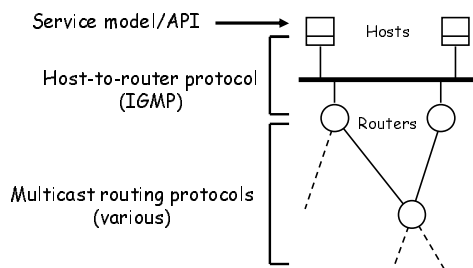 Service model/API
Hosts
Host-to-router protocol
(IGMP)
Routers
Multicast routing protocols
(various)